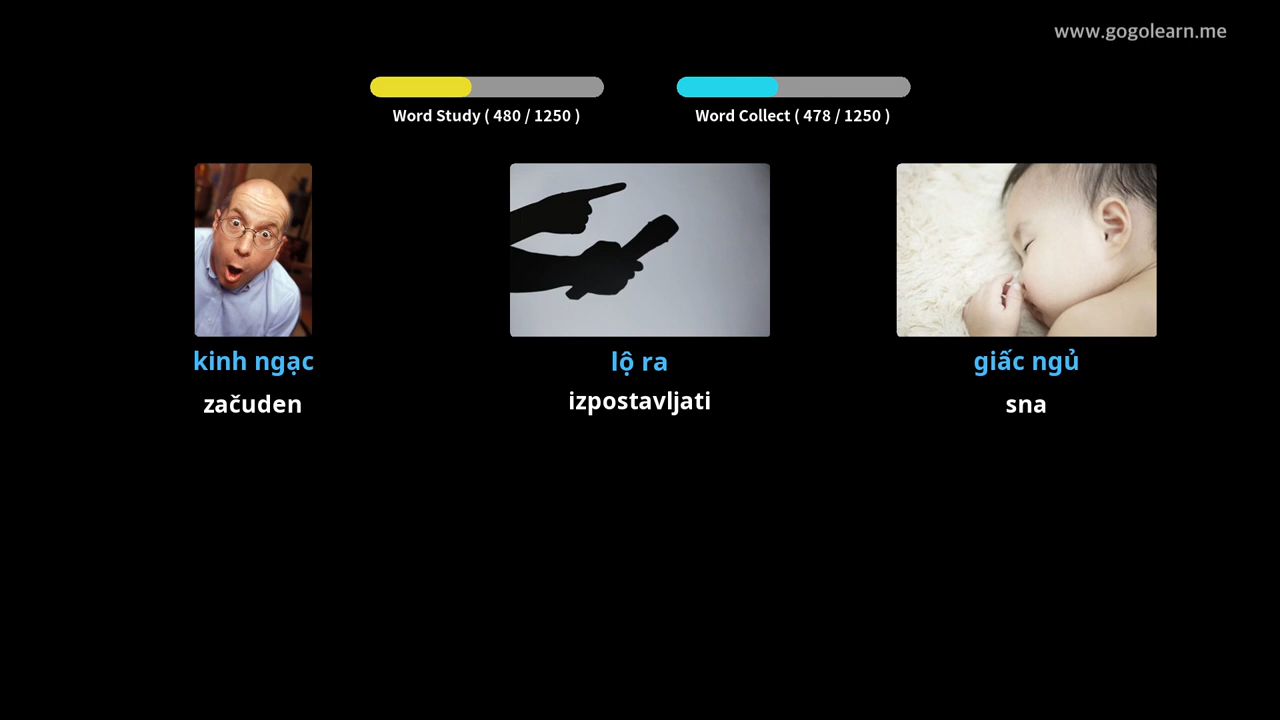 www.gogolearn.me
Word Study ( 480 / 1250 )
Word Collect ( 478 / 1250 )
kinh ngạc
začuden
lộ ra
izpostavljati
giấc ngủ
sna